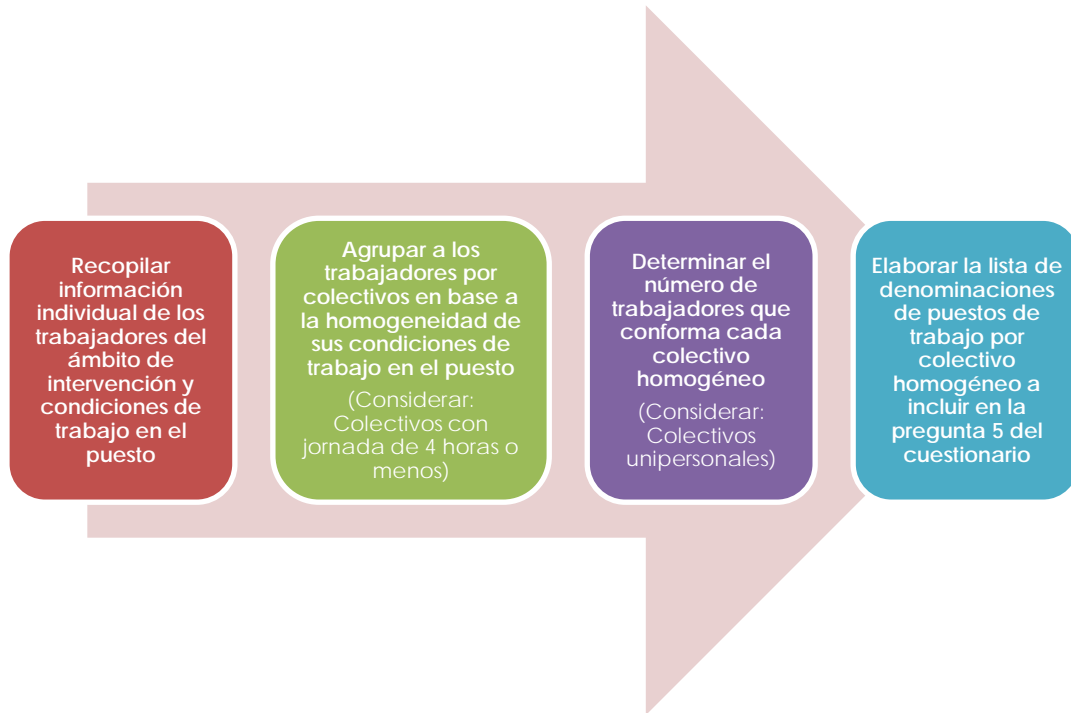 Recopilar
información
individual de los
trabajadores del
ámbito de
intervención y
condiciones de
trabajo en el
puesto
Agrupar a los
trabajadores por
colectivos en base a
la homogeneidad de
sus condiciones de
trabajo en el puesto
(Considerar:
Colectivos con
jornada de 4 horas o
menos)
Determinar el
número de
trabajadores que
conforma cada
colectivo
homogéneo
(Considerar:
Colectivos
unipersonales)
Elaborar la lista de
denominaciones
de puestos de
trabajo por
colectivo
homogéneo a
incluir en la
pregunta 5 del
cuestionario